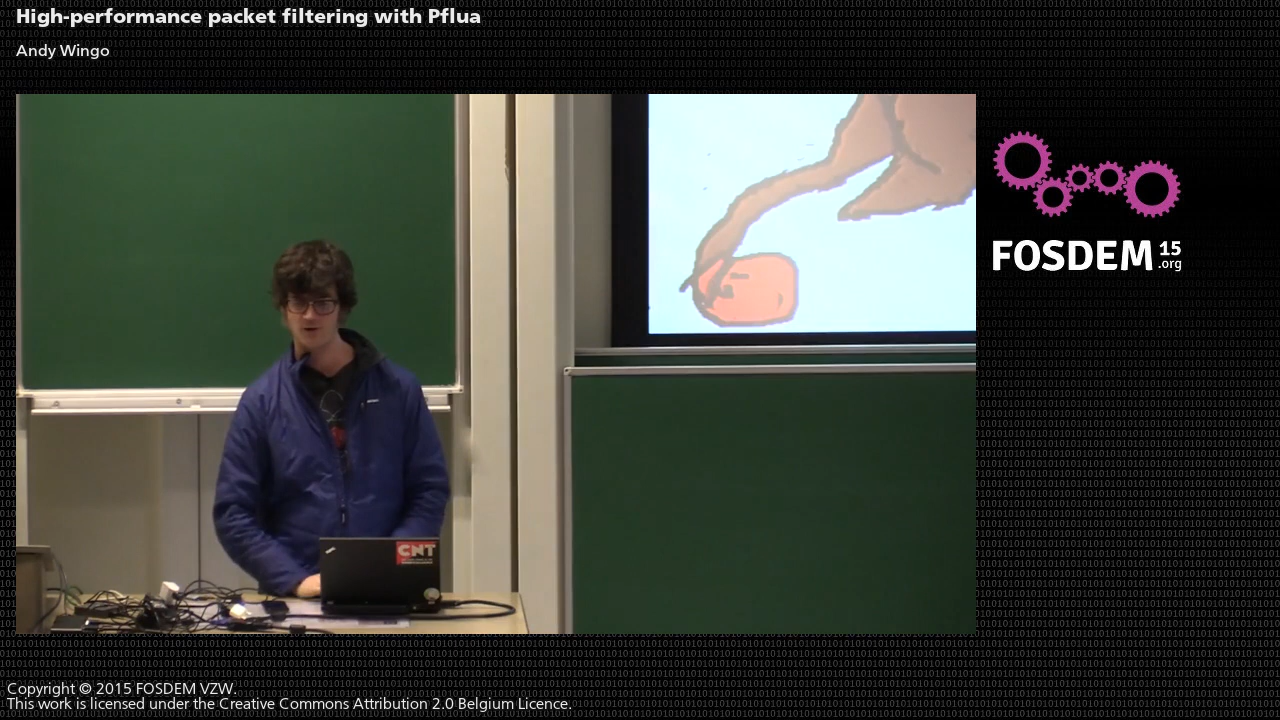 High-performance packet filtering with Pflua
Andy Wingo
FOSDEM 15
.org
CNT
Copyright © 2015 FOSDEM VZW.
This work is licensed under the Creative Commons Attribution 2.0 Belgium Licence.